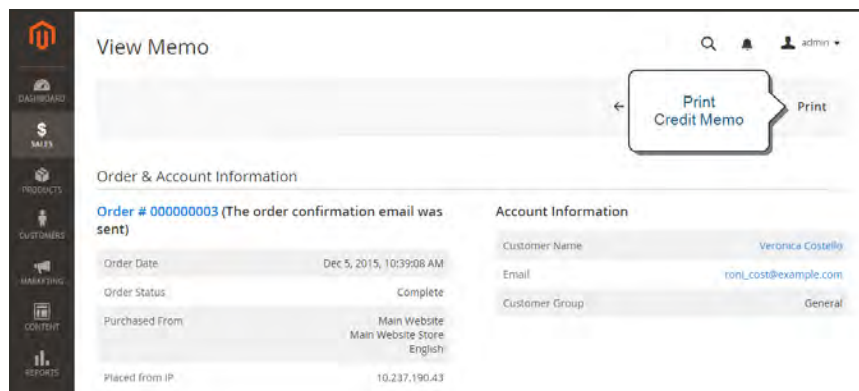 View Memo
admin
Print
Credit Memo
Print
DASHBOARD
SALES
PRODUCTS
CUSTOMERS
MARKETING
CONTENT
REPORTS
Order & Account Information
Order # 000000003 (The order confirmation email was
sent)
Order Date Dec 5, 2015, 10:39:08 AM
Order Status Complete
Purchased From Main Website
Main Website Store
English
Placed from IP 10.237.190.43
Account Information
Customer Name Veronica Costello
Email roni_cost@example.com
Customer Group General